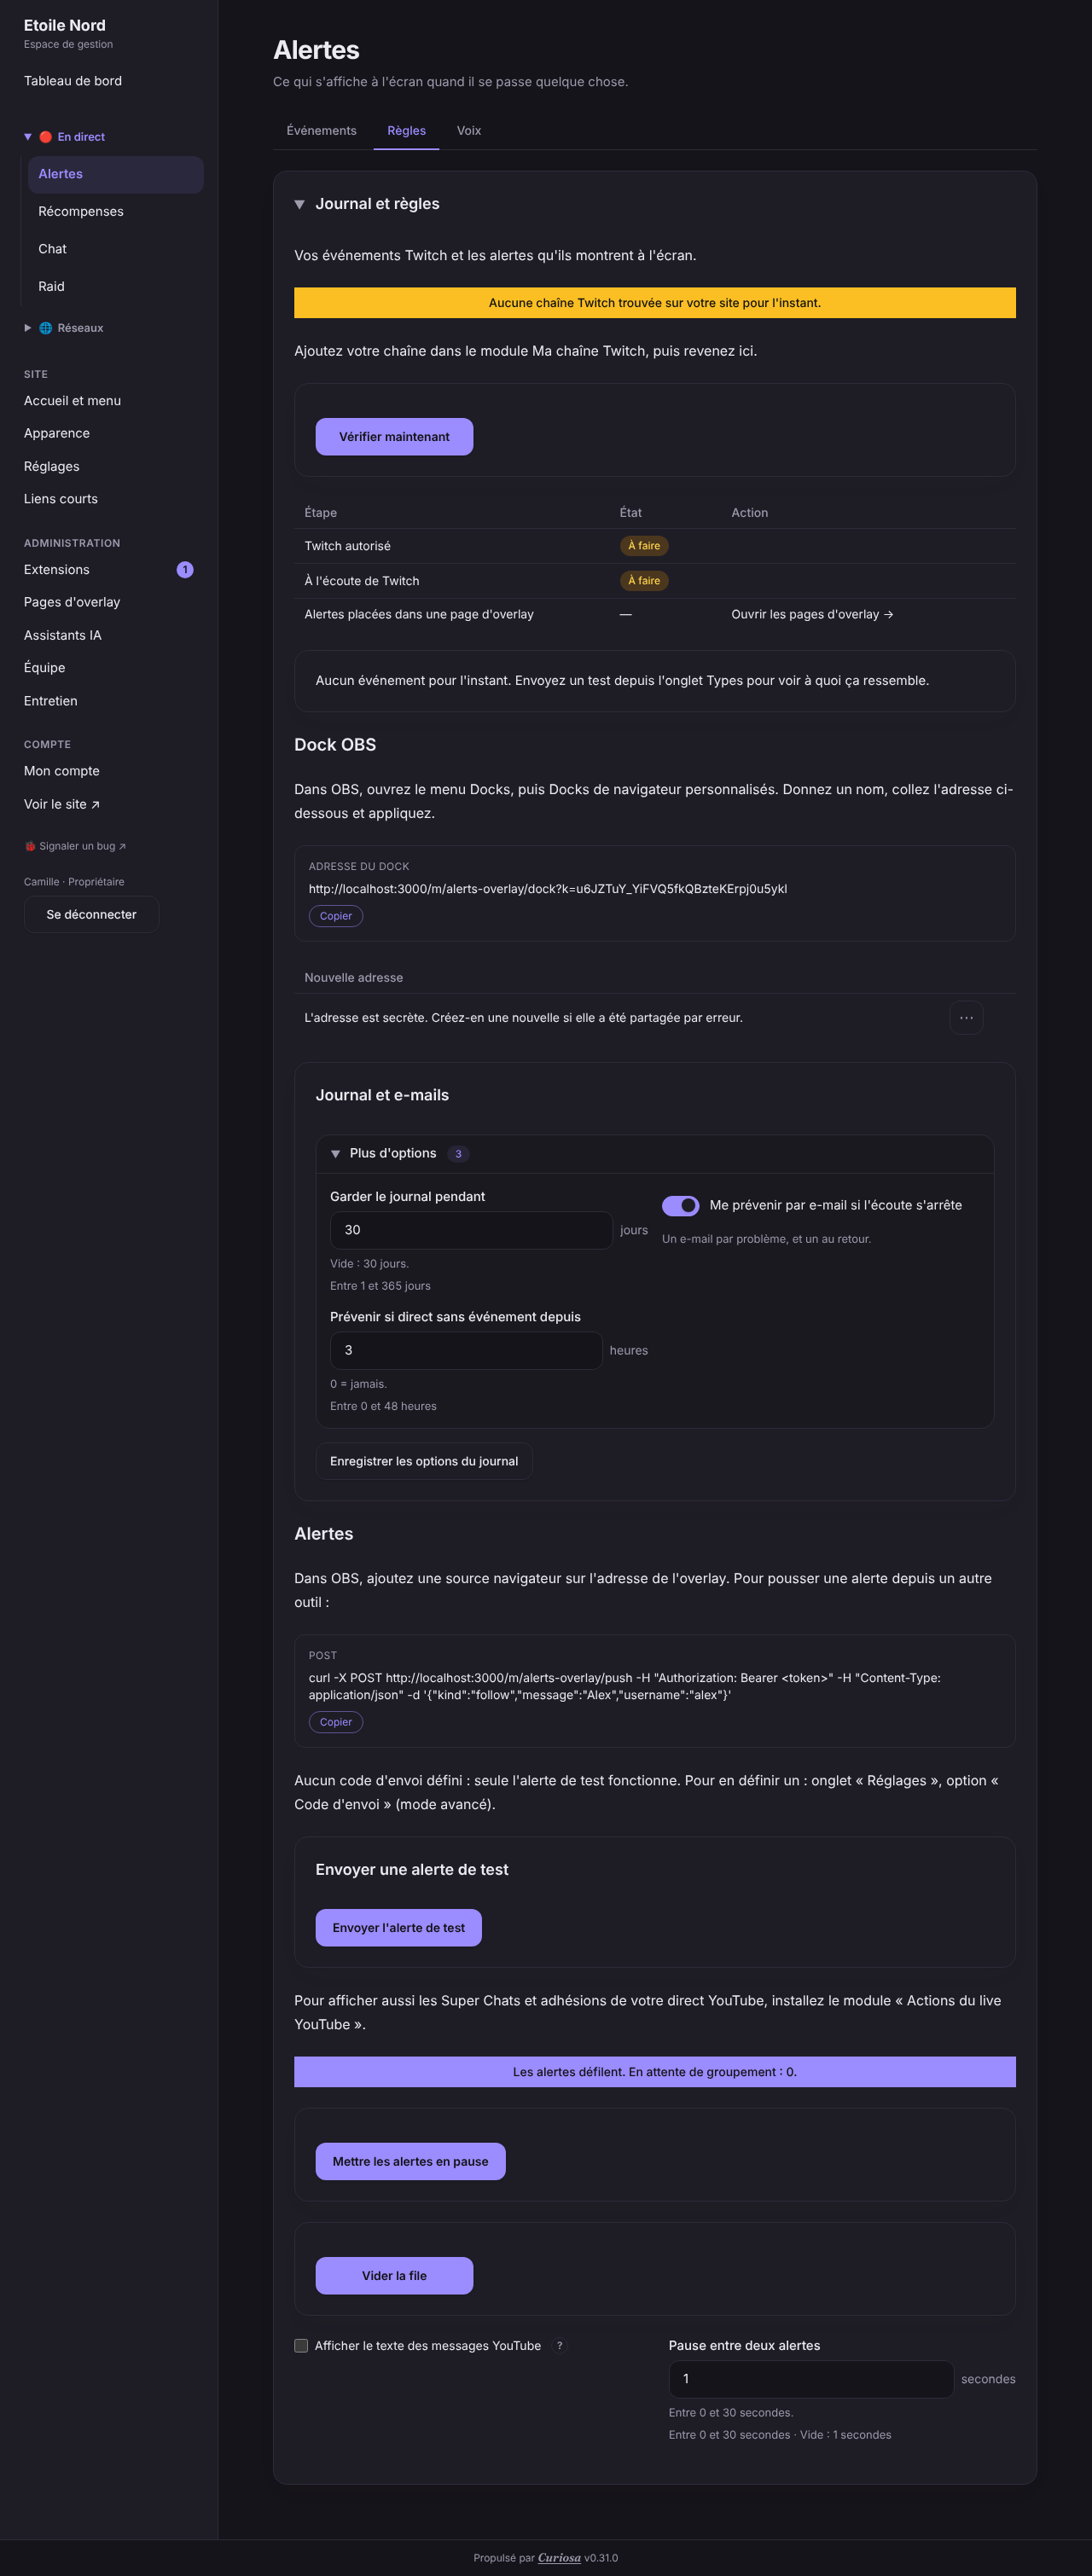 Etoile Nord
Espace de gestion
Tableau de bord
En direct
Alertes
Récompenses
Chat
Raid
Réseaux
SITE
Accueil et menu
Apparence
Réglages
Liens courts
ADMINISTRATION
Extensions 1
Pages d'overlay
Assistants IA
Équipe
Entretien
COMPTE
Mon compte
Voir le site ↗
Signaler un bug ↗
Camille · Propriétaire
Se déconnecter
Alertes
Ce qui s'affiche à l'écran quand il se passe quelque chose.
Événements Règles Voix
Journal et règles
Vos événements Twitch et les alertes qu'ils montrent à l'écran.
Aucune chaîne Twitch trouvée sur votre site pour l'instant.
Ajoutez votre chaîne dans le module Ma chaîne Twitch, puis revenez ici.
Vérifier maintenant
Étape État Action
Twitch autorisé À faire
À l'écoute de Twitch À faire
Alertes placées dans une page d'overlay — Ouvrir les pages d'overlay →
Aucun événement pour l'instant. Envoyez un test depuis l'onglet Types pour voir à quoi ça ressemble.
Dock OBS
Dans OBS, ouvrez le menu Docks, puis Docks de navigateur personnalisés. Donnez un nom, collez l'adresse ci-
dessous et appliquez.
ADRESSE DU DOCK
http://localhost:3000/m/alerts-overlay/dock?k=u6JZTuY_YiFVQ5fkQBzteKErpj0u5ykI
Copier
Nouvelle adresse
L'adresse est secrète. Créez-en une nouvelle si elle a été partagée par erreur. ···
Journal et e-mails
Plus d'options 3
Garder le journal pendant
30 jours
Vide : 30 jours.
Entre 1 et 365 jours
Me prévenir par e-mail si l'écoute s'arrête
Un e-mail par problème, et un au retour.
Prévenir si direct sans événement depuis
3 heures
0 = jamais.
Entre 0 et 48 heures
Enregistrer les options du journal
Alertes
Dans OBS, ajoutez une source navigateur sur l'adresse de l'overlay. Pour pousser une alerte depuis un autre
outil :
POST
curl -X POST http://localhost:3000/m/alerts-overlay/push -H "Authorization: Bearer <token>" -H "Content-Type:
application/json" -d '{"kind":"follow","message":"Alex","username":"alex"}'
Copier
Aucun code d'envoi défini : seule l'alerte de test fonctionne. Pour en définir un : onglet « Réglages », option «
Code d'envoi » (mode avancé).
Envoyer une alerte de test
Envoyer l'alerte de test
Pour afficher aussi les Super Chats et adhésions de votre direct YouTube, installez le module « Actions du live
YouTube ».
Les alertes défilent. En attente de groupement : 0.
Mettre les alertes en pause
Vider la file
Afficher le texte des messages YouTube ?
Pause entre deux alertes
1 secondes
Entre 0 et 30 secondes.
Entre 0 et 30 secondes · Vide : 1 secondes
Propulsé par Curiosa v0.31.0